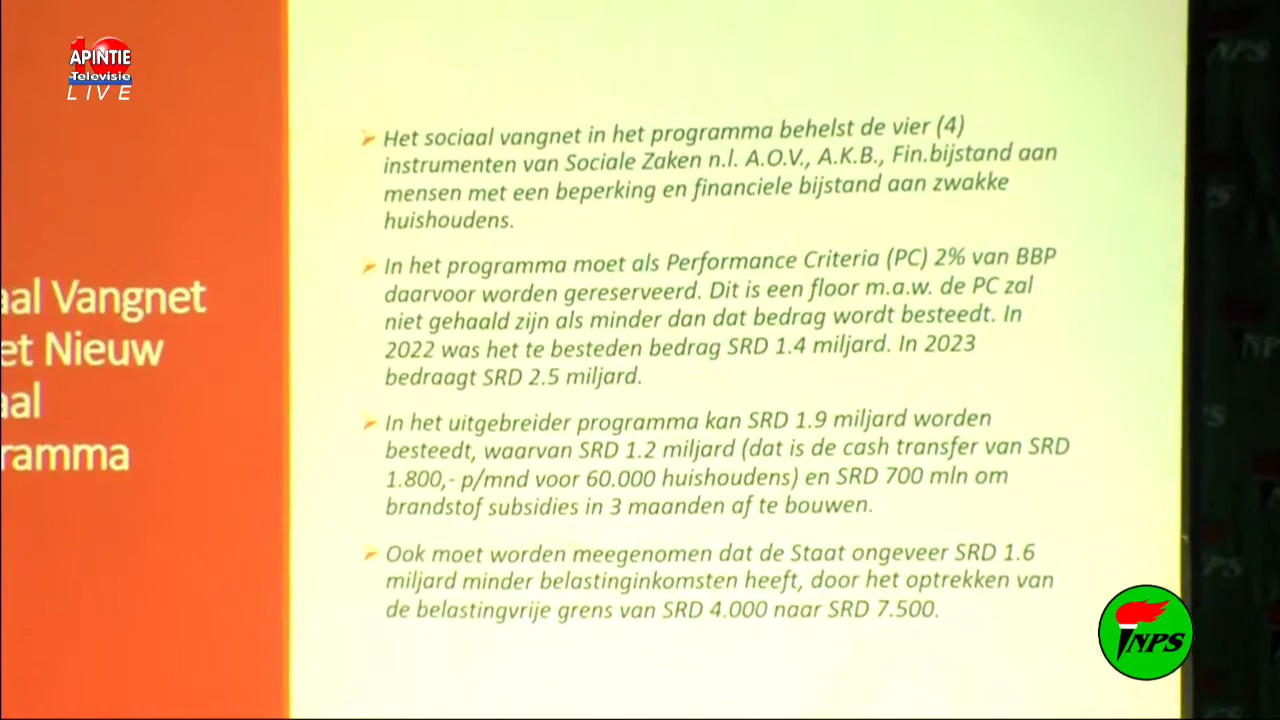 10
APINTIE
Televisie
LIVE
aal Vangnet
et Nieuw
aal
ramma
Het sociaal vangnet in het programma behelst de vier (4)
instrumenten van Sociale Zaken n.l. A.O.V., A.K.B., Fin.bijstand aan
mensen met een beperking en financiele bijstand aan zwakke
huishoudens.
In het programma moet als Performance Criteria (PC) 2% van BBP
daarvoor worden gereserveerd. Dit is een floor m.a.w. de PC zal
niet gehaald zijn als minder dan dat bedrag wordt besteedt. In
2022 was het te besteden bedrag SRD 1.4 miljard. In 2023
bedraagt SRD 2.5 miljard.
In het uitgebreider programma kan SRD 1.9 miljard worden
besteedt, waarvan SRD 1.2 miljard (dat is de cash transfer van SRD
1.800,- p/mnd voor 60.000 huishoudens) en SRD 700 mln om
brandstof subsidies in 3 maanden af te bouwen.
Ook moet worden meegenomen dat de Staat ongeveer SRD 1.6
miljard minder belastinginkomsten heeft, door het optrekken van
de belastingvrije grens van SRD 4.000 naar SRD 7.500.
NPS
NPS